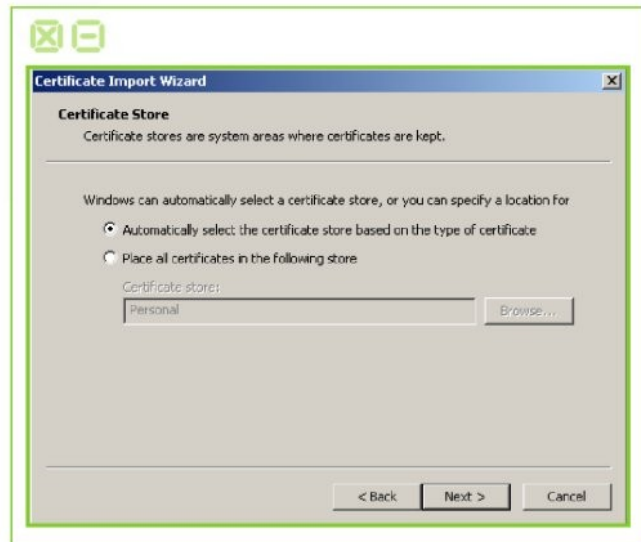 Certificate Import Wizard
Certificate Store
Certificate stores are system areas where certificates are kept.
Windows can automatically select a certificate store, or you can specify a location for
Automatically select the certificate store based on the type of certificate
Place all certificates in the following store
Certificate store:
Personal
Browse...
< Back
Next >
Cancel